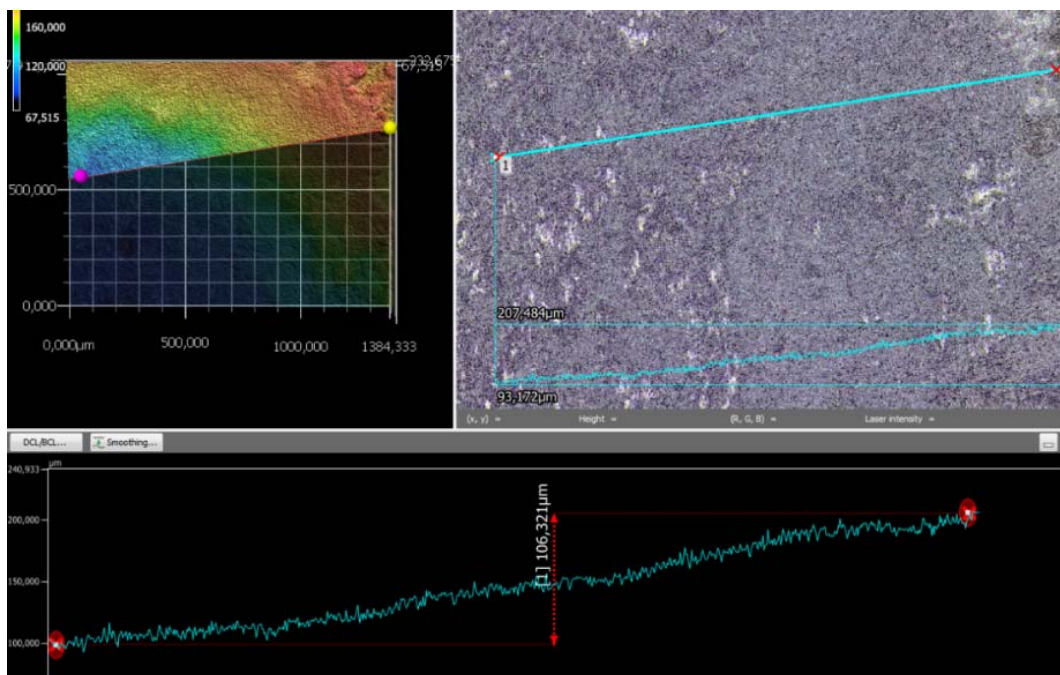 160,000
120,000
67,515
67,515
500,000
0,000
0,000µm
500,000
1000,000
1384,333
1
207,484µm
93,172µm
(x, y) =
Height =
(R, G, B) =
Laser intensity =
DCL/BCL...
Smoothing...
µm
240,933
200,000
150,000
100,000
[1] 106,321µm